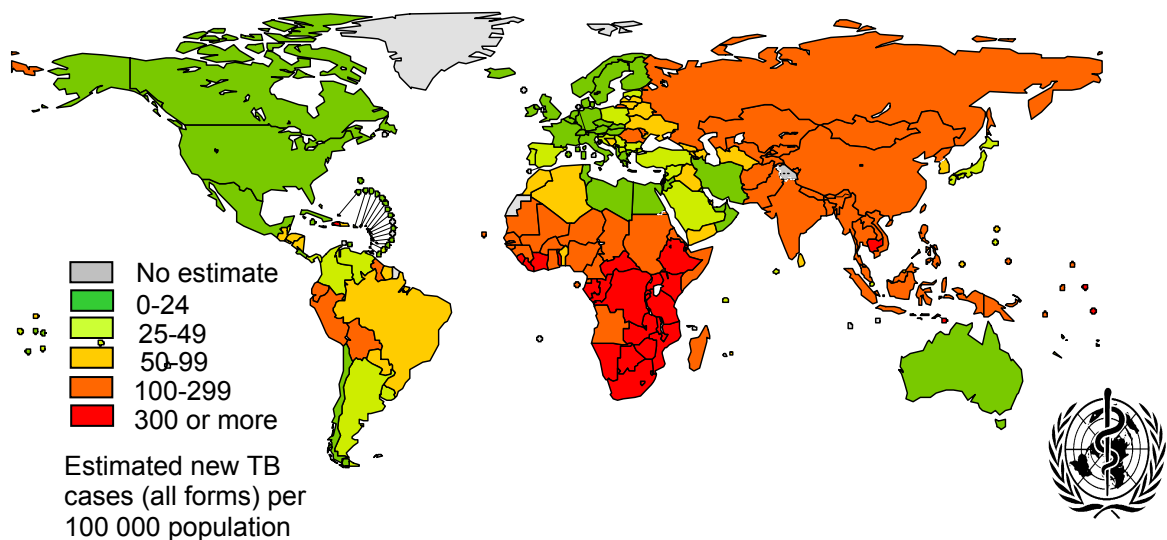 No estimate
0-24
25-49
50-99
100-299
300 or more
Estimated new TB
cases (all forms) per
100 000 population